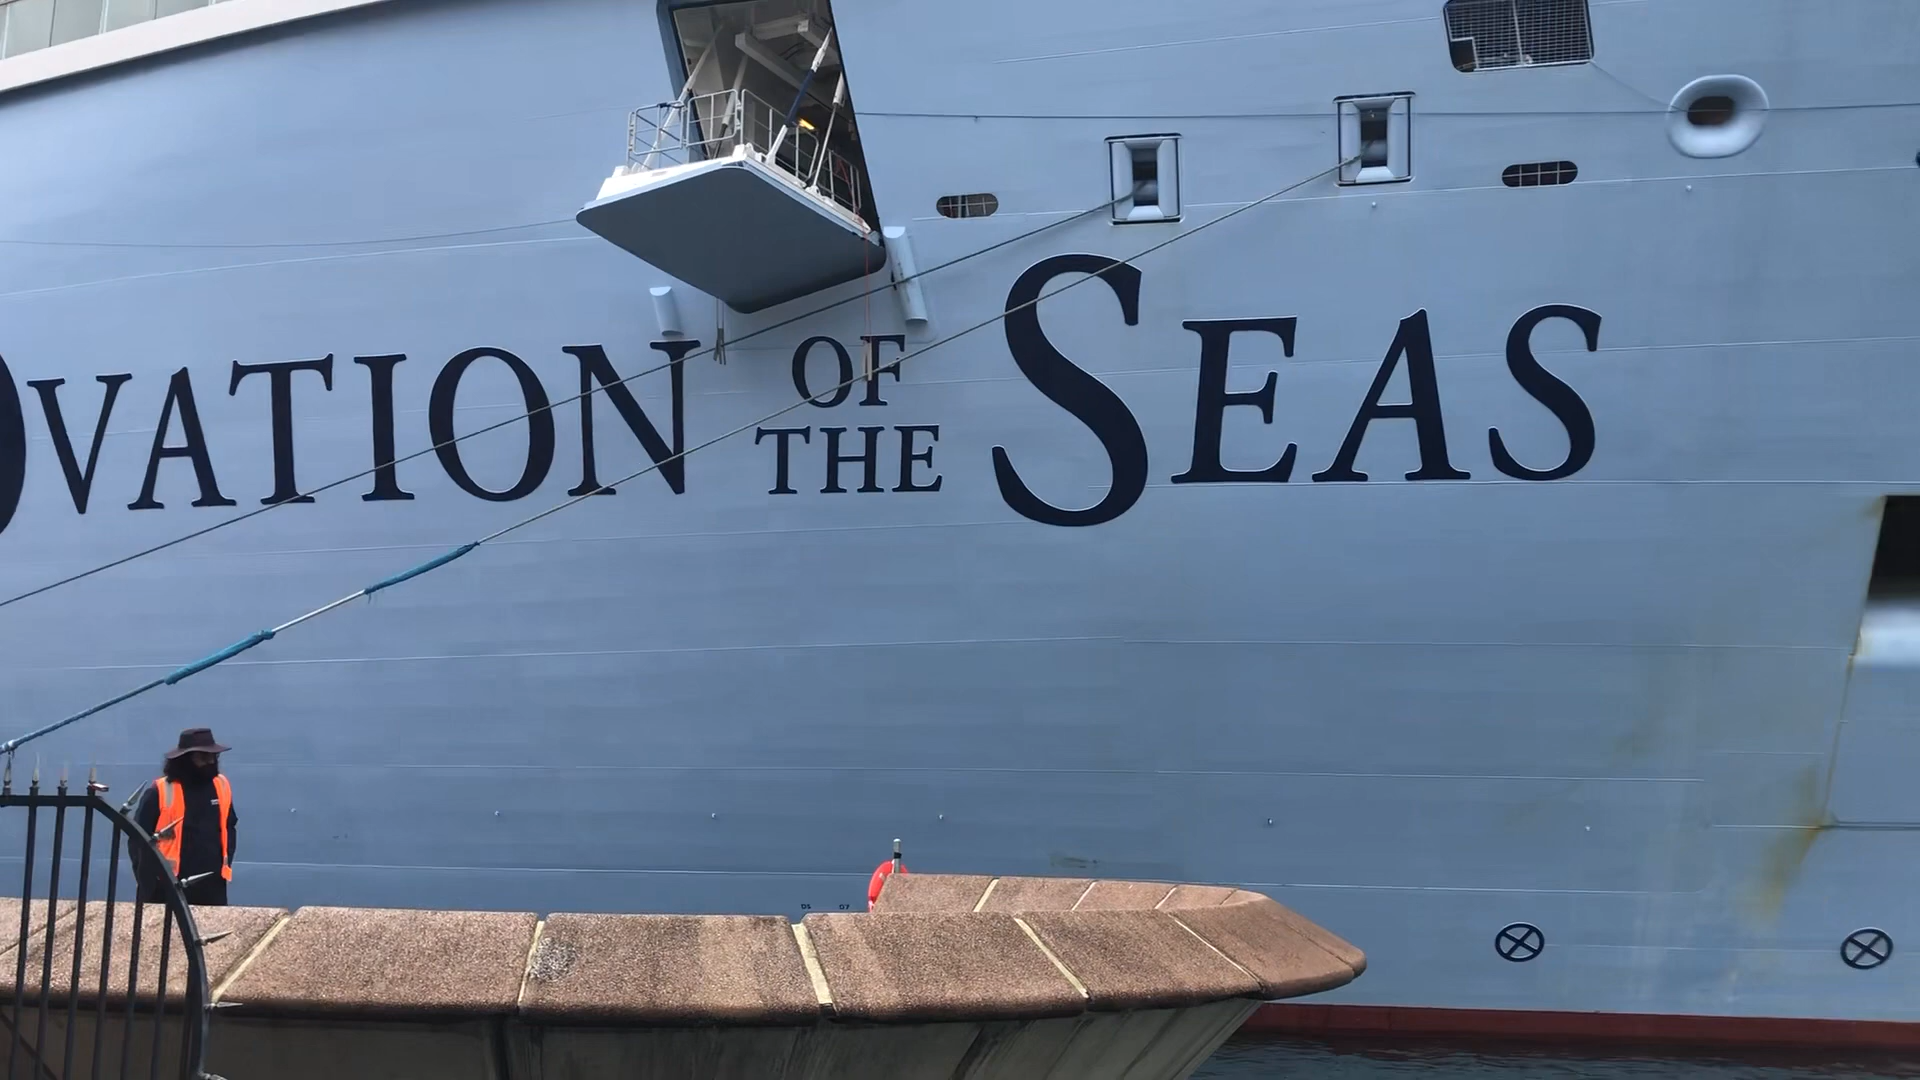 OVATION OF THE SEAS